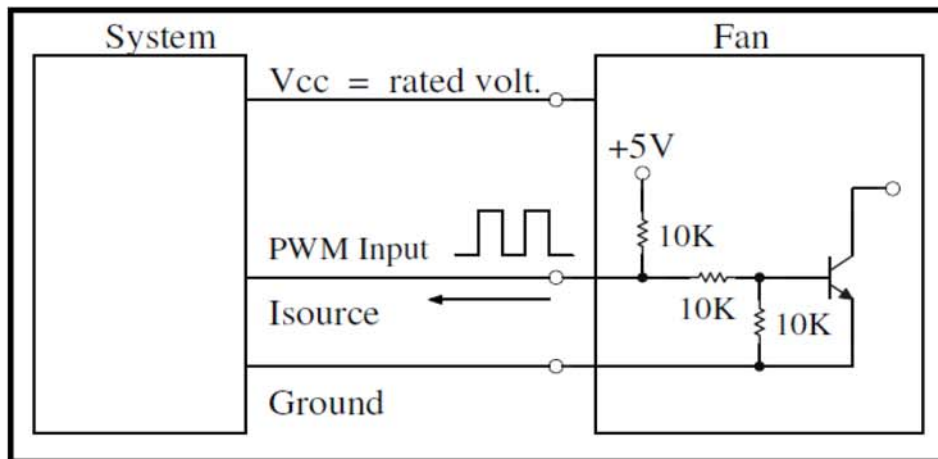 System
Fan
Vcc = rated volt.
+5V
10K
PWM Input
Isource
10K
10K
Ground